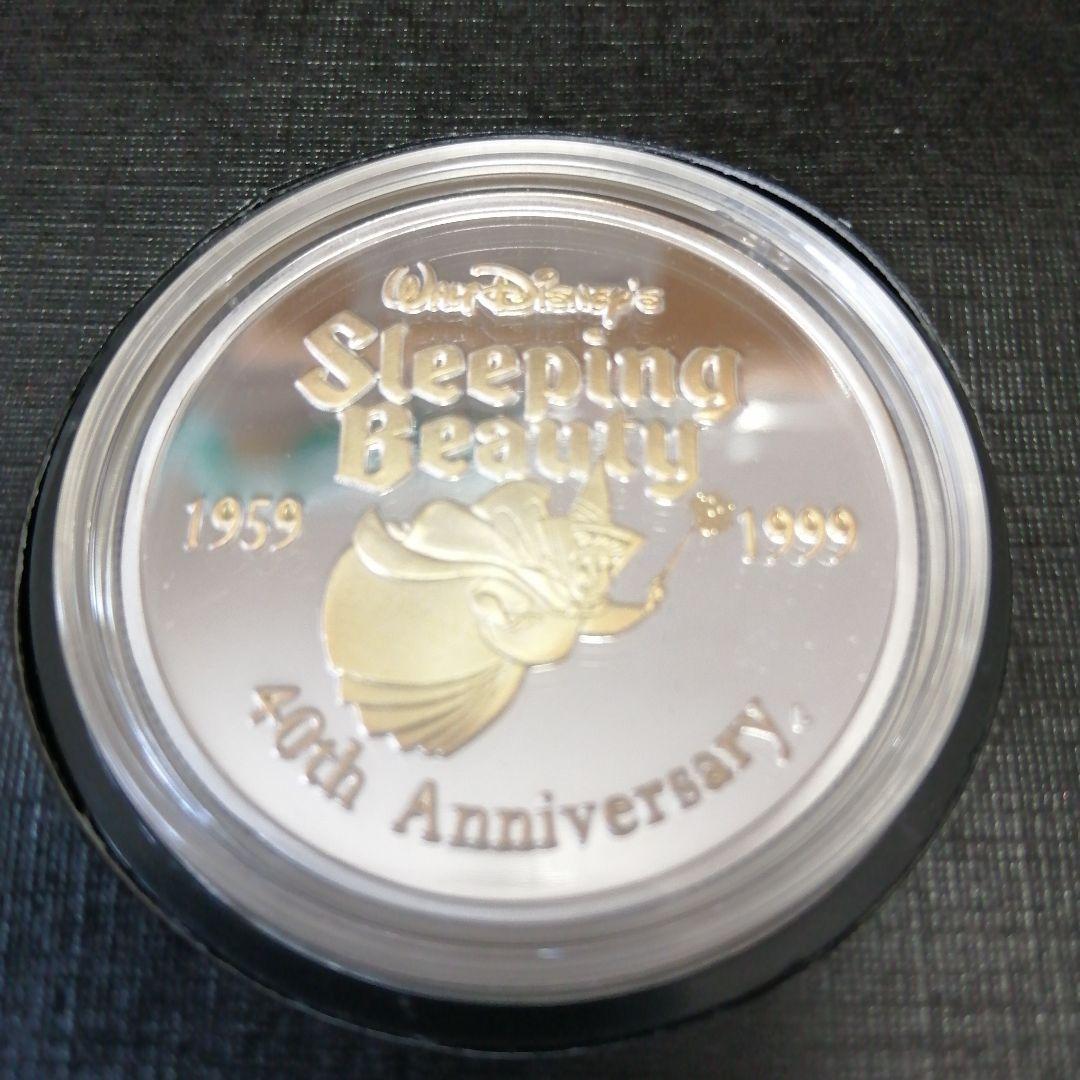 Walt Disney's
Sleeping
Beauty
1959 1999
40th Anniversary.